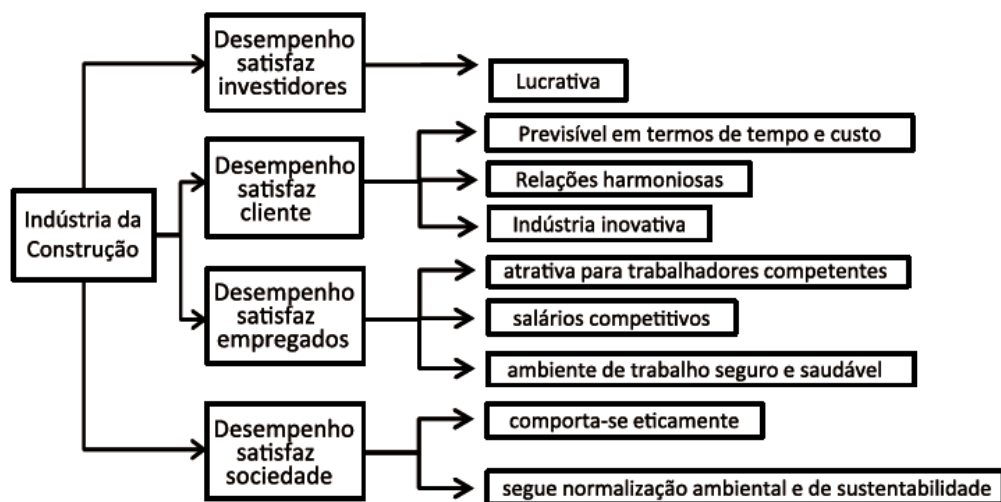 Indústria da
Construção
Desempenho
satisfaz
investidores
Lucrativa
Desempenho
satisfaz
cliente
Previsível em termos de tempo e custo
Relações harmoniosas
Indústria inovativa
Desempenho
satisfaz
empregados
atrativa para trabalhadores competentes
salários competitivos
ambiente de trabalho seguro e saudável
Desempenho
satisfaz
sociedade
comporta-se eticamente
segue normalização ambiental e de sustentabilidade